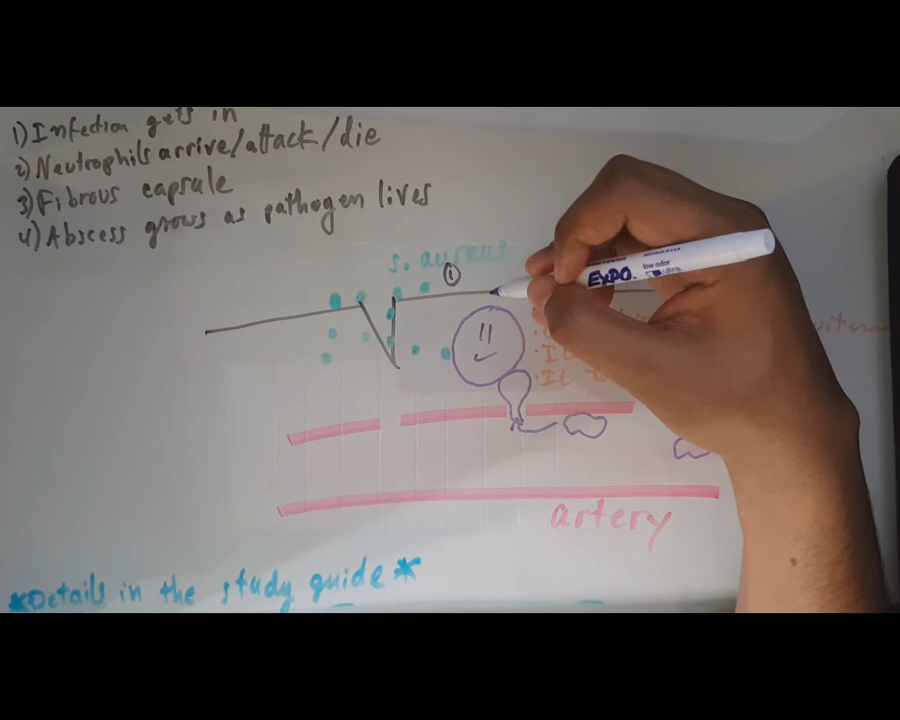 1) Infection gets in
2) Neutrophils arrive/attack/die
3) Fibrous capsule
4) Abscess grows as pathogen lives
s. aureus
1
EXPO.
low odor
artery
*Details in the study guide*